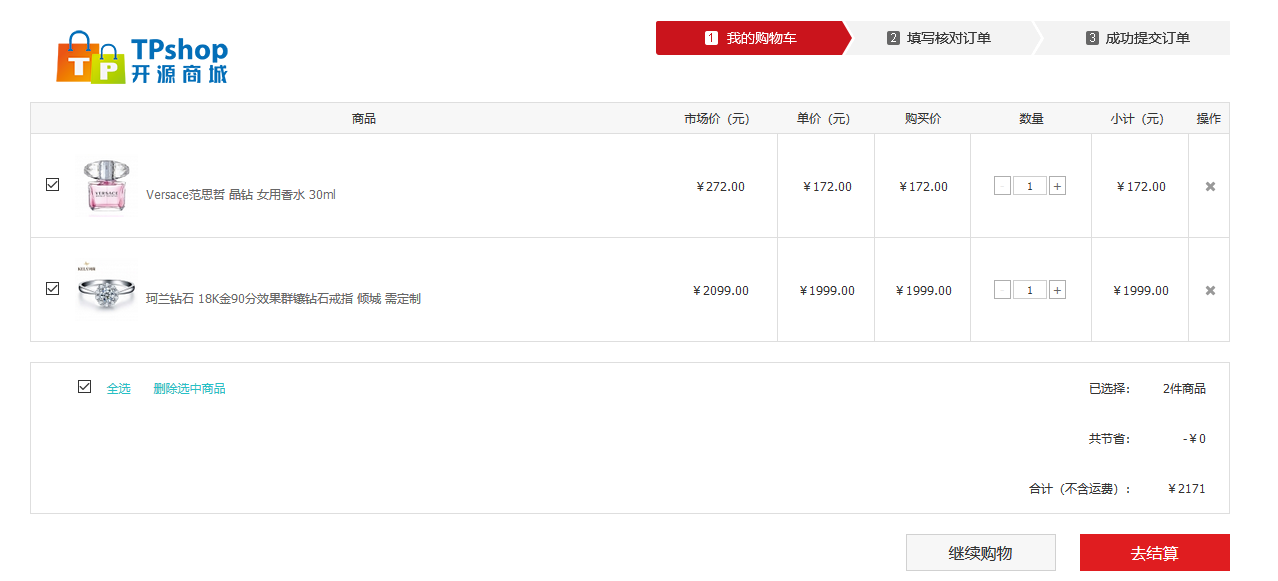 TPshop
开源商城
TP
1 我的购物车 2 填写核对订单 3 成功提交订单
商品 市场价（元） 单价（元） 购买价 数量 小计（元） 操作
Versace范思哲 晶钻 女用香水 30ml ￥272.00 ￥172.00 ￥172.00 - 1 + ￥172.00
VERSACE
珂兰钻石 18K金90分效果群镶钻石戒指 倾城 需定制 ￥2099.00 ￥1999.00 ￥1999.00 - 1 + ￥1999.00
全选 删除选中商品 已选择： 2件商品
共节省： -￥0
合计（不含运费）： ￥2171
继续购物 去结算